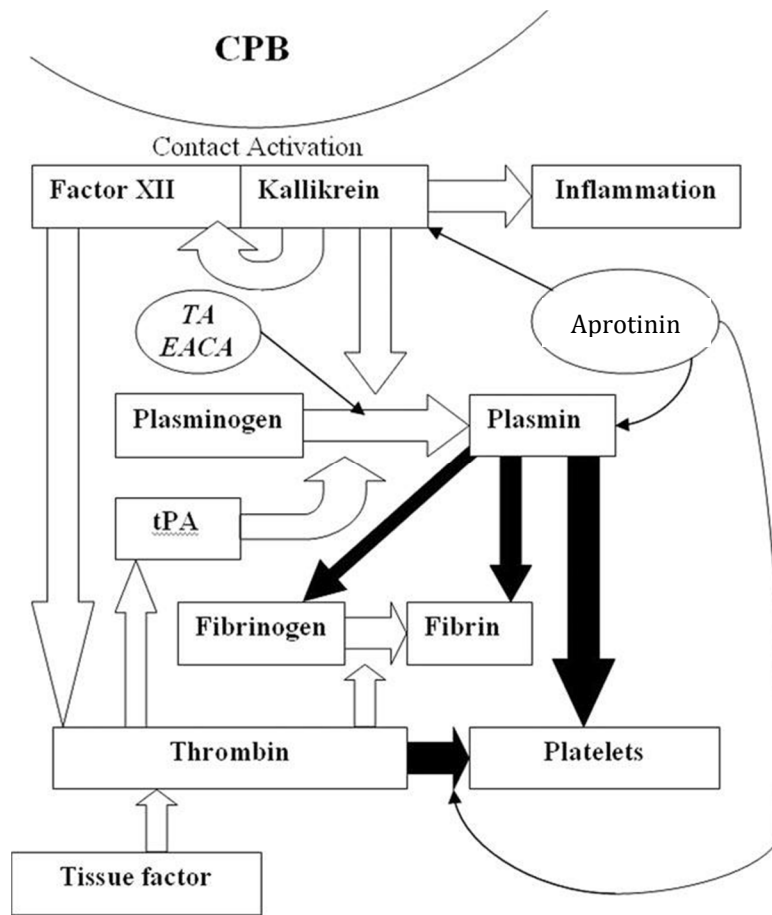 CPB
Contact Activation
Factor XII
Kallikrein
Inflammation
TA
EACA
Aprotinin
Plasminogen
Plasmin
tPA
Fibrinogen
Fibrin
Thrombin
Platelets
Tissue factor